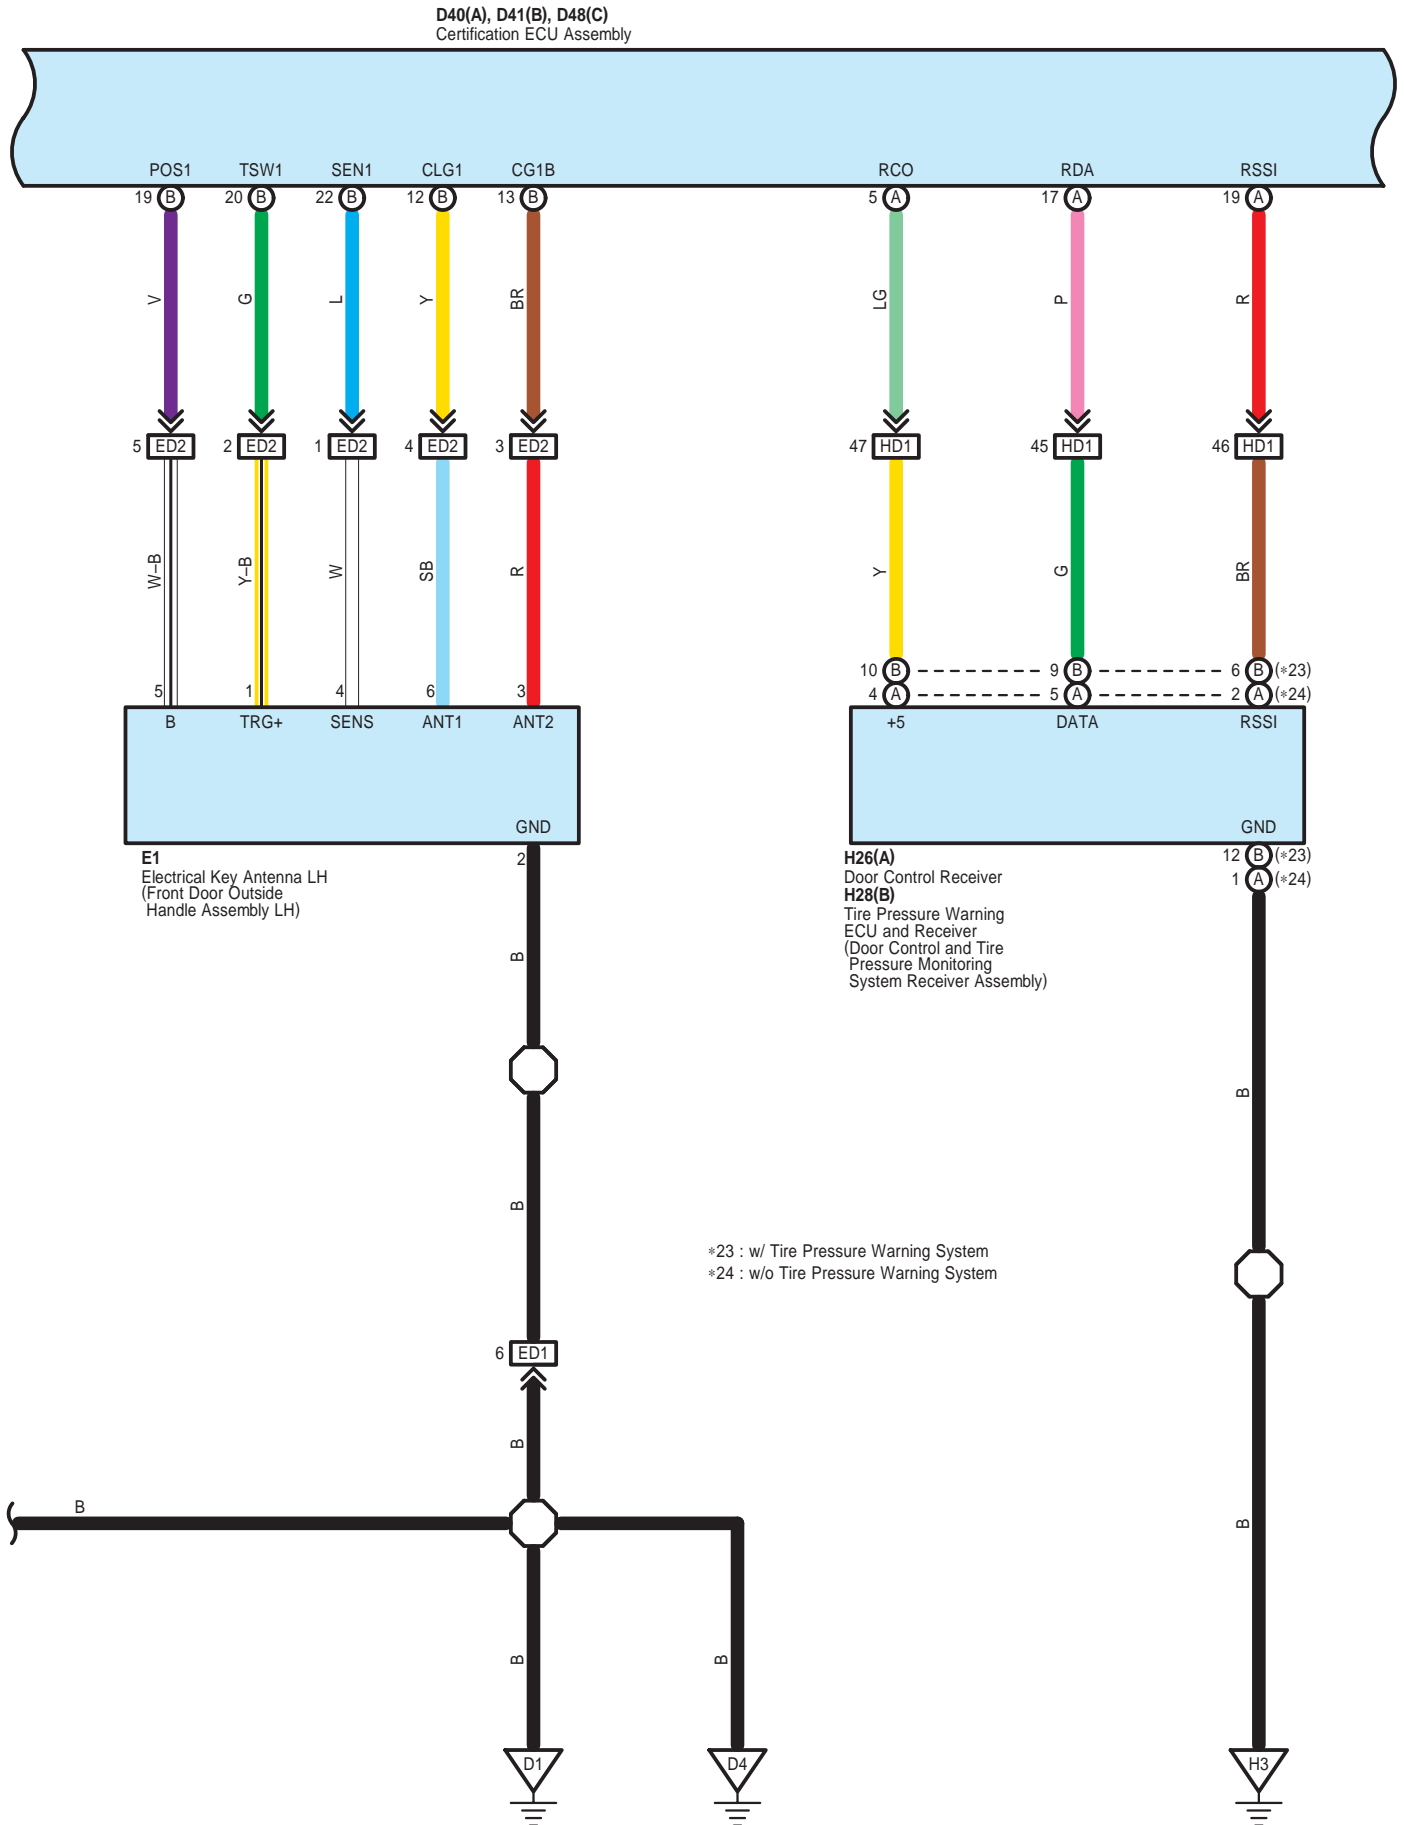 D40(A), D41(B), D48(C)
Certification ECU Assembly
POS1 TSW1 SEN1 CLG1 CG1B RCO RDA RSSI
19 B 20 B 22 B 12 B 13 B 5 A 17 A 19 A
V G L Y BR LG P R
5 ED2 2 ED2 1 ED2 4 ED2 3 ED2 47 HD1 45 HD1 46 HD1
W–B Y–B W SB R Y G BR
10 B 9 B 6 B (*23)
5 1 4 6 3 4 A 5 A 2 A (*24)
B TRG+ SENS ANT1 ANT2 +5 DATA RSSI
GND GND
E1
Electrical Key Antenna LH
(Front Door Outside
Handle Assembly LH)
2
12 B (*23)
1 A (*24)
H26(A)
Door Control Receiver
H28(B)
Tire Pressure Warning
ECU and Receiver
(Door Control and Tire
Pressure Monitoring
System Receiver Assembly)
B
B
B
*23 : w/ Tire Pressure Warning System
*24 : w/o Tire Pressure Warning System
6 ED1
B
B
B
B B
D1 D4 H3